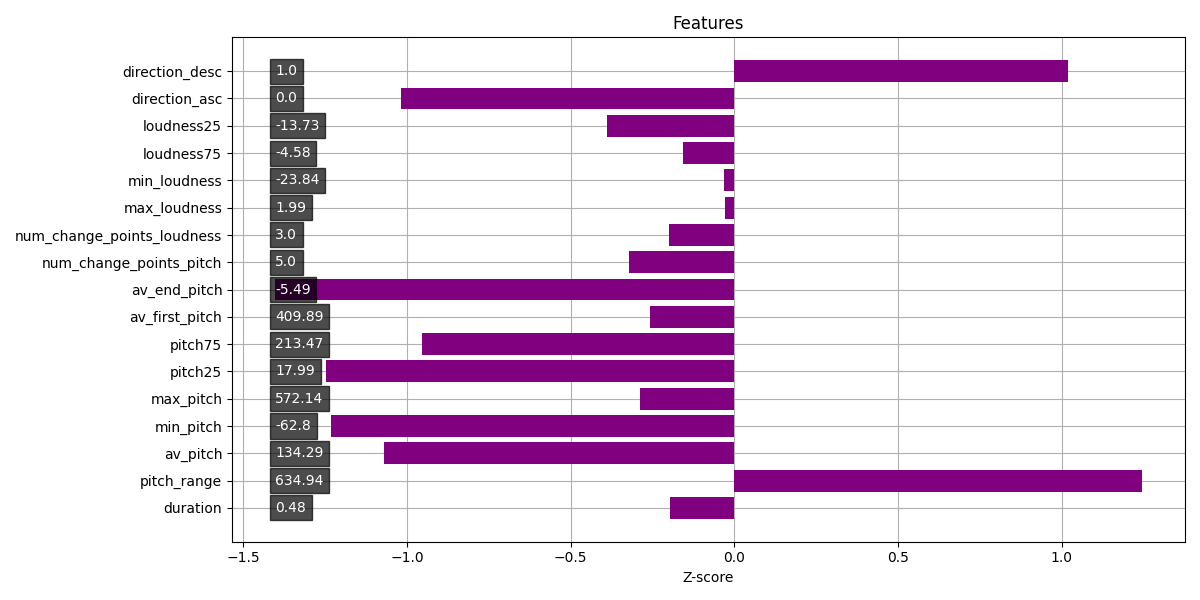 Features
direction_desc 1.0
direction_asc 0.0
loudness25 -13.73
loudness75 -4.58
min_loudness -23.84
max_loudness 1.99
num_change_points_loudness 3.0
num_change_points_pitch 5.0
av_end_pitch -5.49
av_first_pitch 409.89
pitch75 213.47
pitch25 17.99
max_pitch 572.14
min_pitch -62.8
av_pitch 134.29
pitch_range 634.94
duration 0.48
−1.5 −1.0 −0.5 0.0 0.5 1.0
Z-score